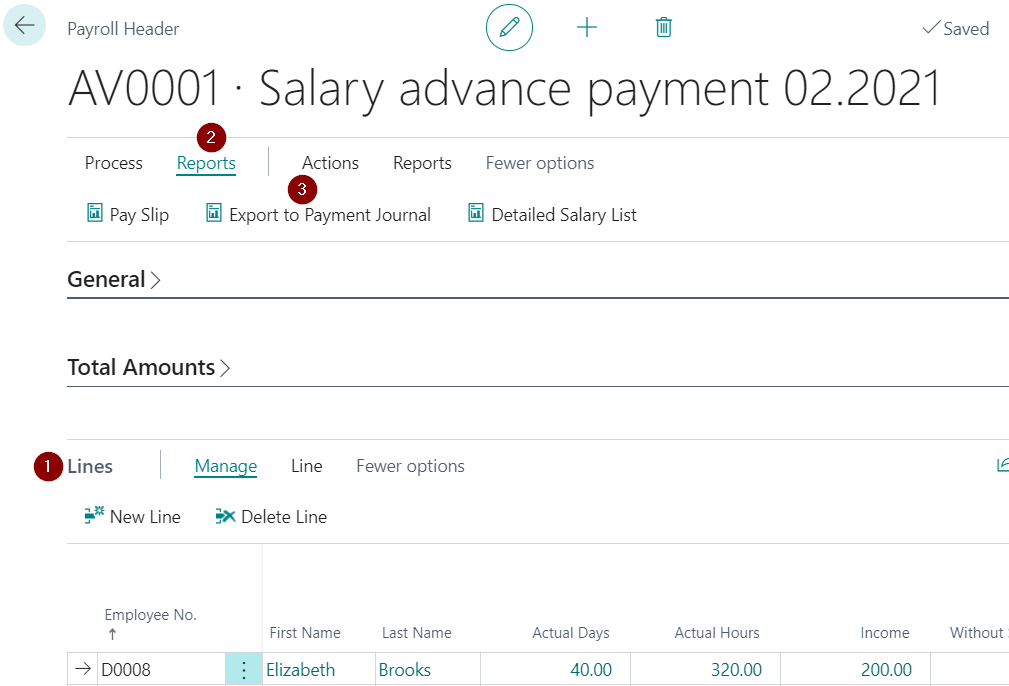 Payroll Header Saved
AV0001 · Salary advance payment 02.2021
2
Process Reports Actions Reports Fewer options
3
Pay Slip Export to Payment Journal Detailed Salary List
General
Total Amounts
1 Lines Manage Line Fewer options
New Line Delete Line
Employee No.
First Name Last Name Actual Days Actual Hours Income Without
D0008 Elizabeth Brooks 40.00 320.00 200.00